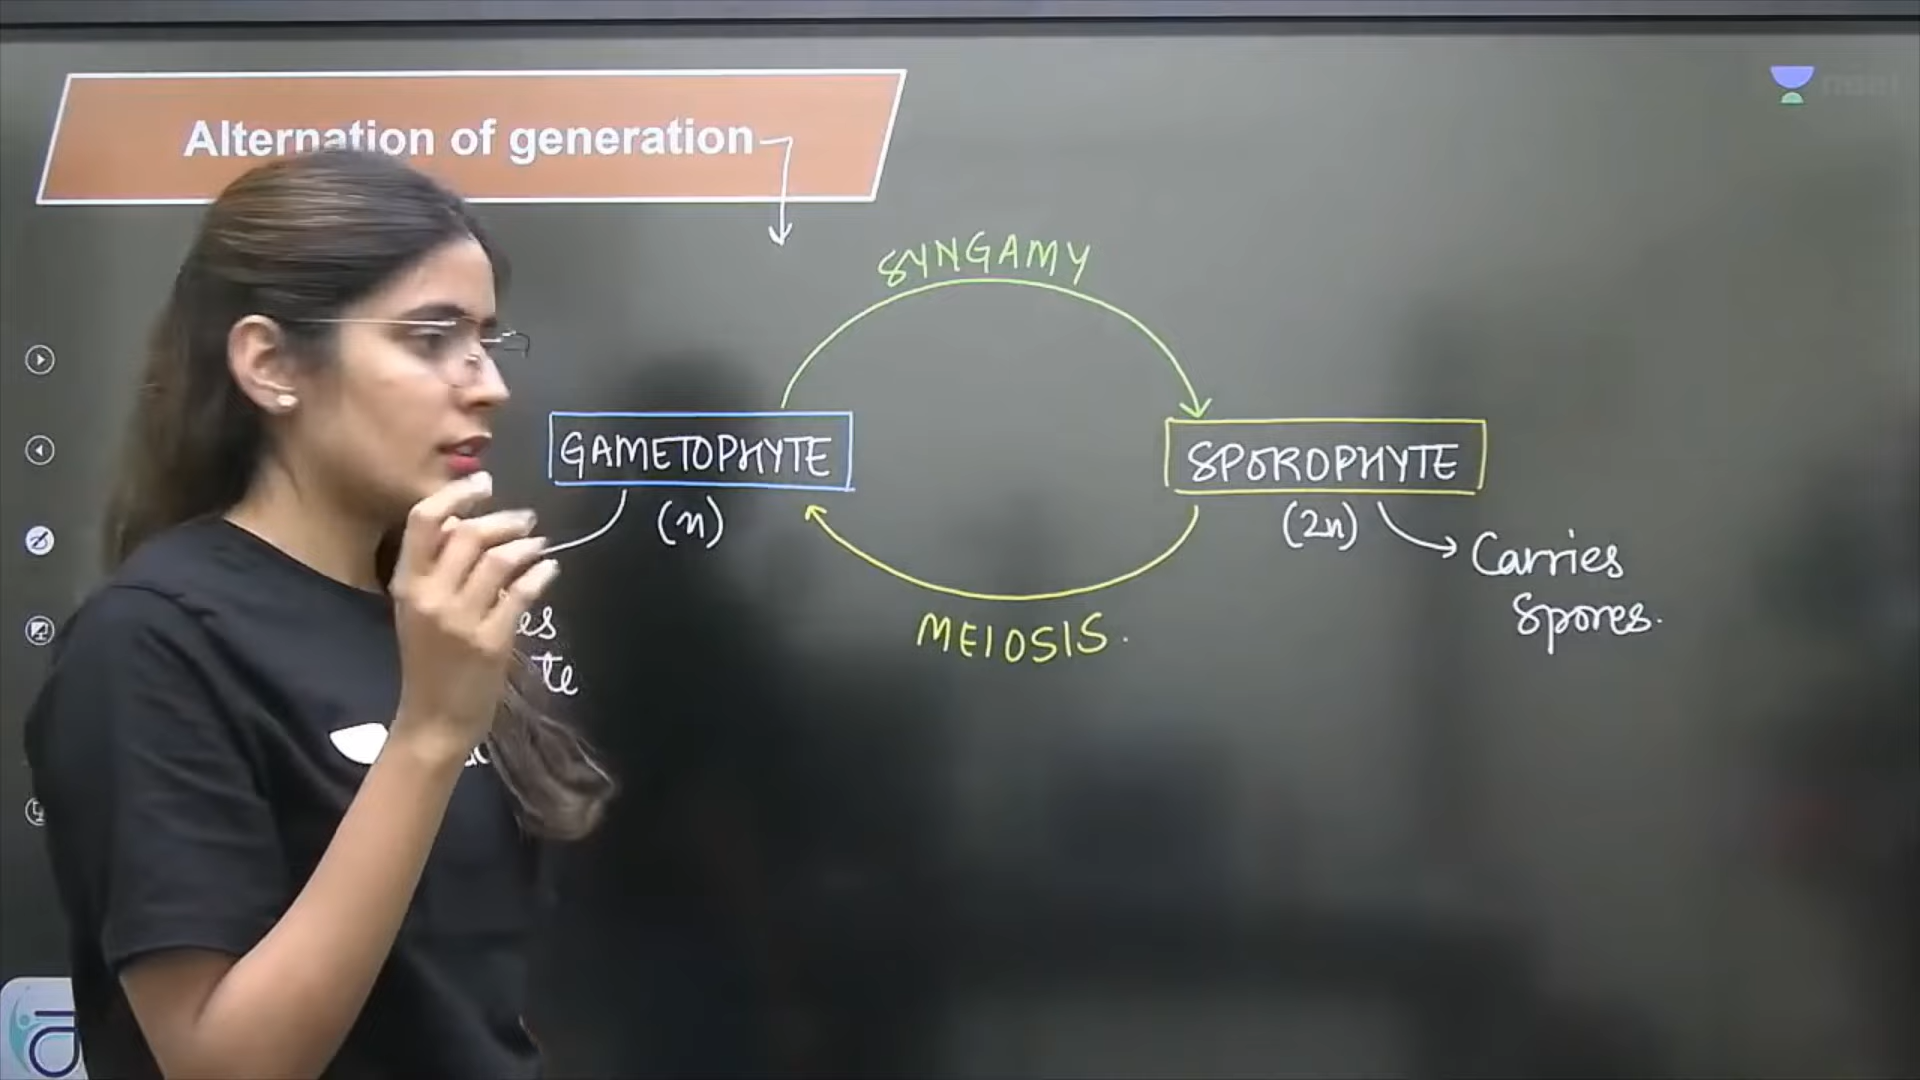 Alternation of generation
SYNGAMY
GAMETOPHYTE
SPOROPHYTE
(n)
(2n)
Carries
Spores.
MEIOSIS.